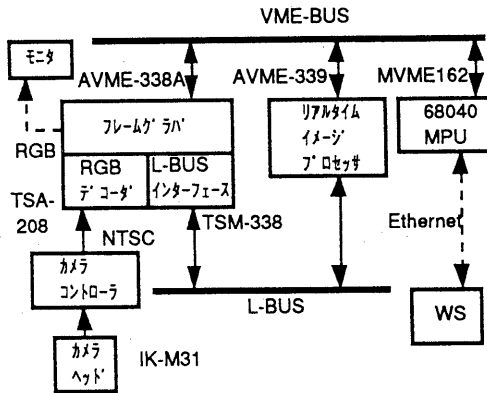 VME-BUS
モニタ
AVME-338A
AVME-339
MVME162
フレームグラバ
リアルタイム
イメージ
プロセッサ
68040
MPU
RGB
RGB
デコーダ
L-BUS
インターフェース
TSA-
208
TSM-338
Ethernet
NTSC
カメラ
コントローラ
L-BUS
WS
カメラ
ヘッド
IK-M31